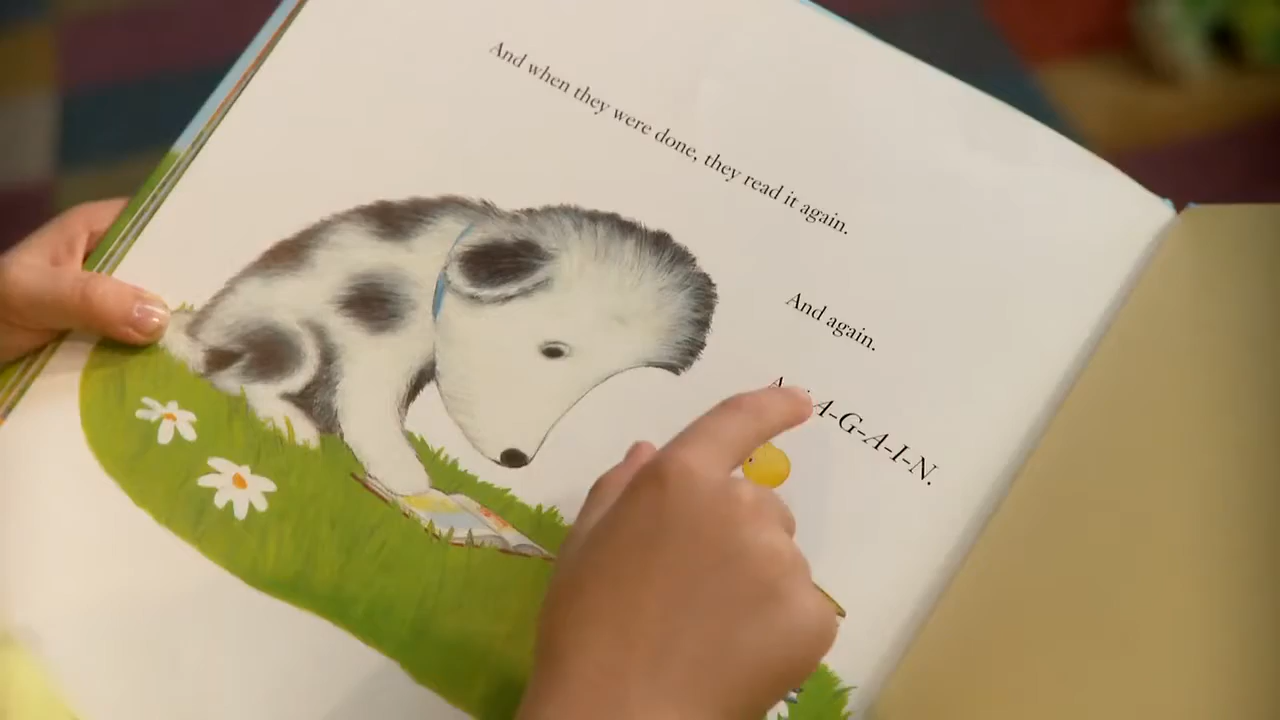 And when they were done, they read it again.
And again.
A-G-A-I-N.